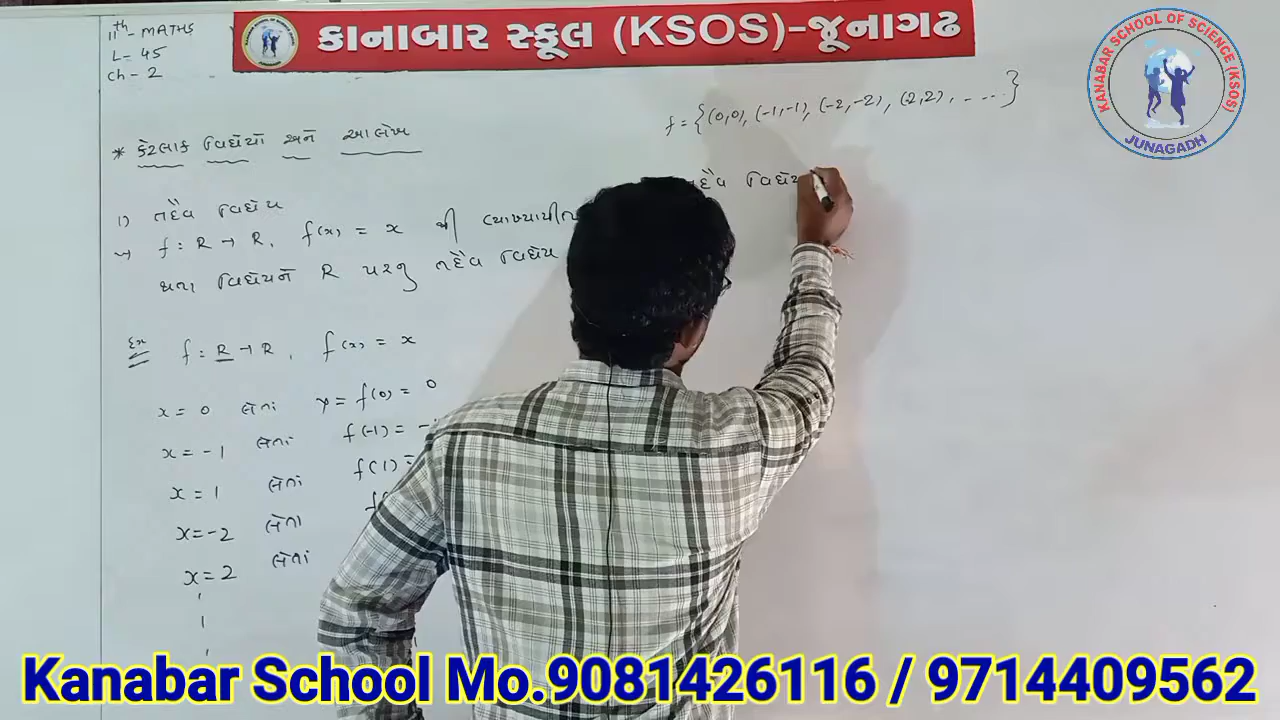 11th - MATHS
L - 45
ch - 2
કાનાબાર સ્કૂલ (KSOS)-જૂનાગઢ
KANABAR SCHOOL OF SCIENCE (KSOS)
JUNAGADH
* કેટલાક વિધેયો અને આલેખ
1) તદૈવ વિધેય
→ f : R → R, f(x) = x થી વ્યાખ્યાયીત
થતા વિધેયને R પરનું તદૈવ વિધેય
Ex f : R → R, f(x) = x
x = 0 લેતાં y = f(0) = 0
x = -1 લેતાં f(-1) = -
x = 1 લેતાં f(1) =
x = -2 લેતાં
x = 2 લેતાં
f = {(0,0), (-1,-1), (-2,-2), (2,2), ......}
તદૈવ વિધેય
Kanabar School Mo.9081426116 / 9714409562